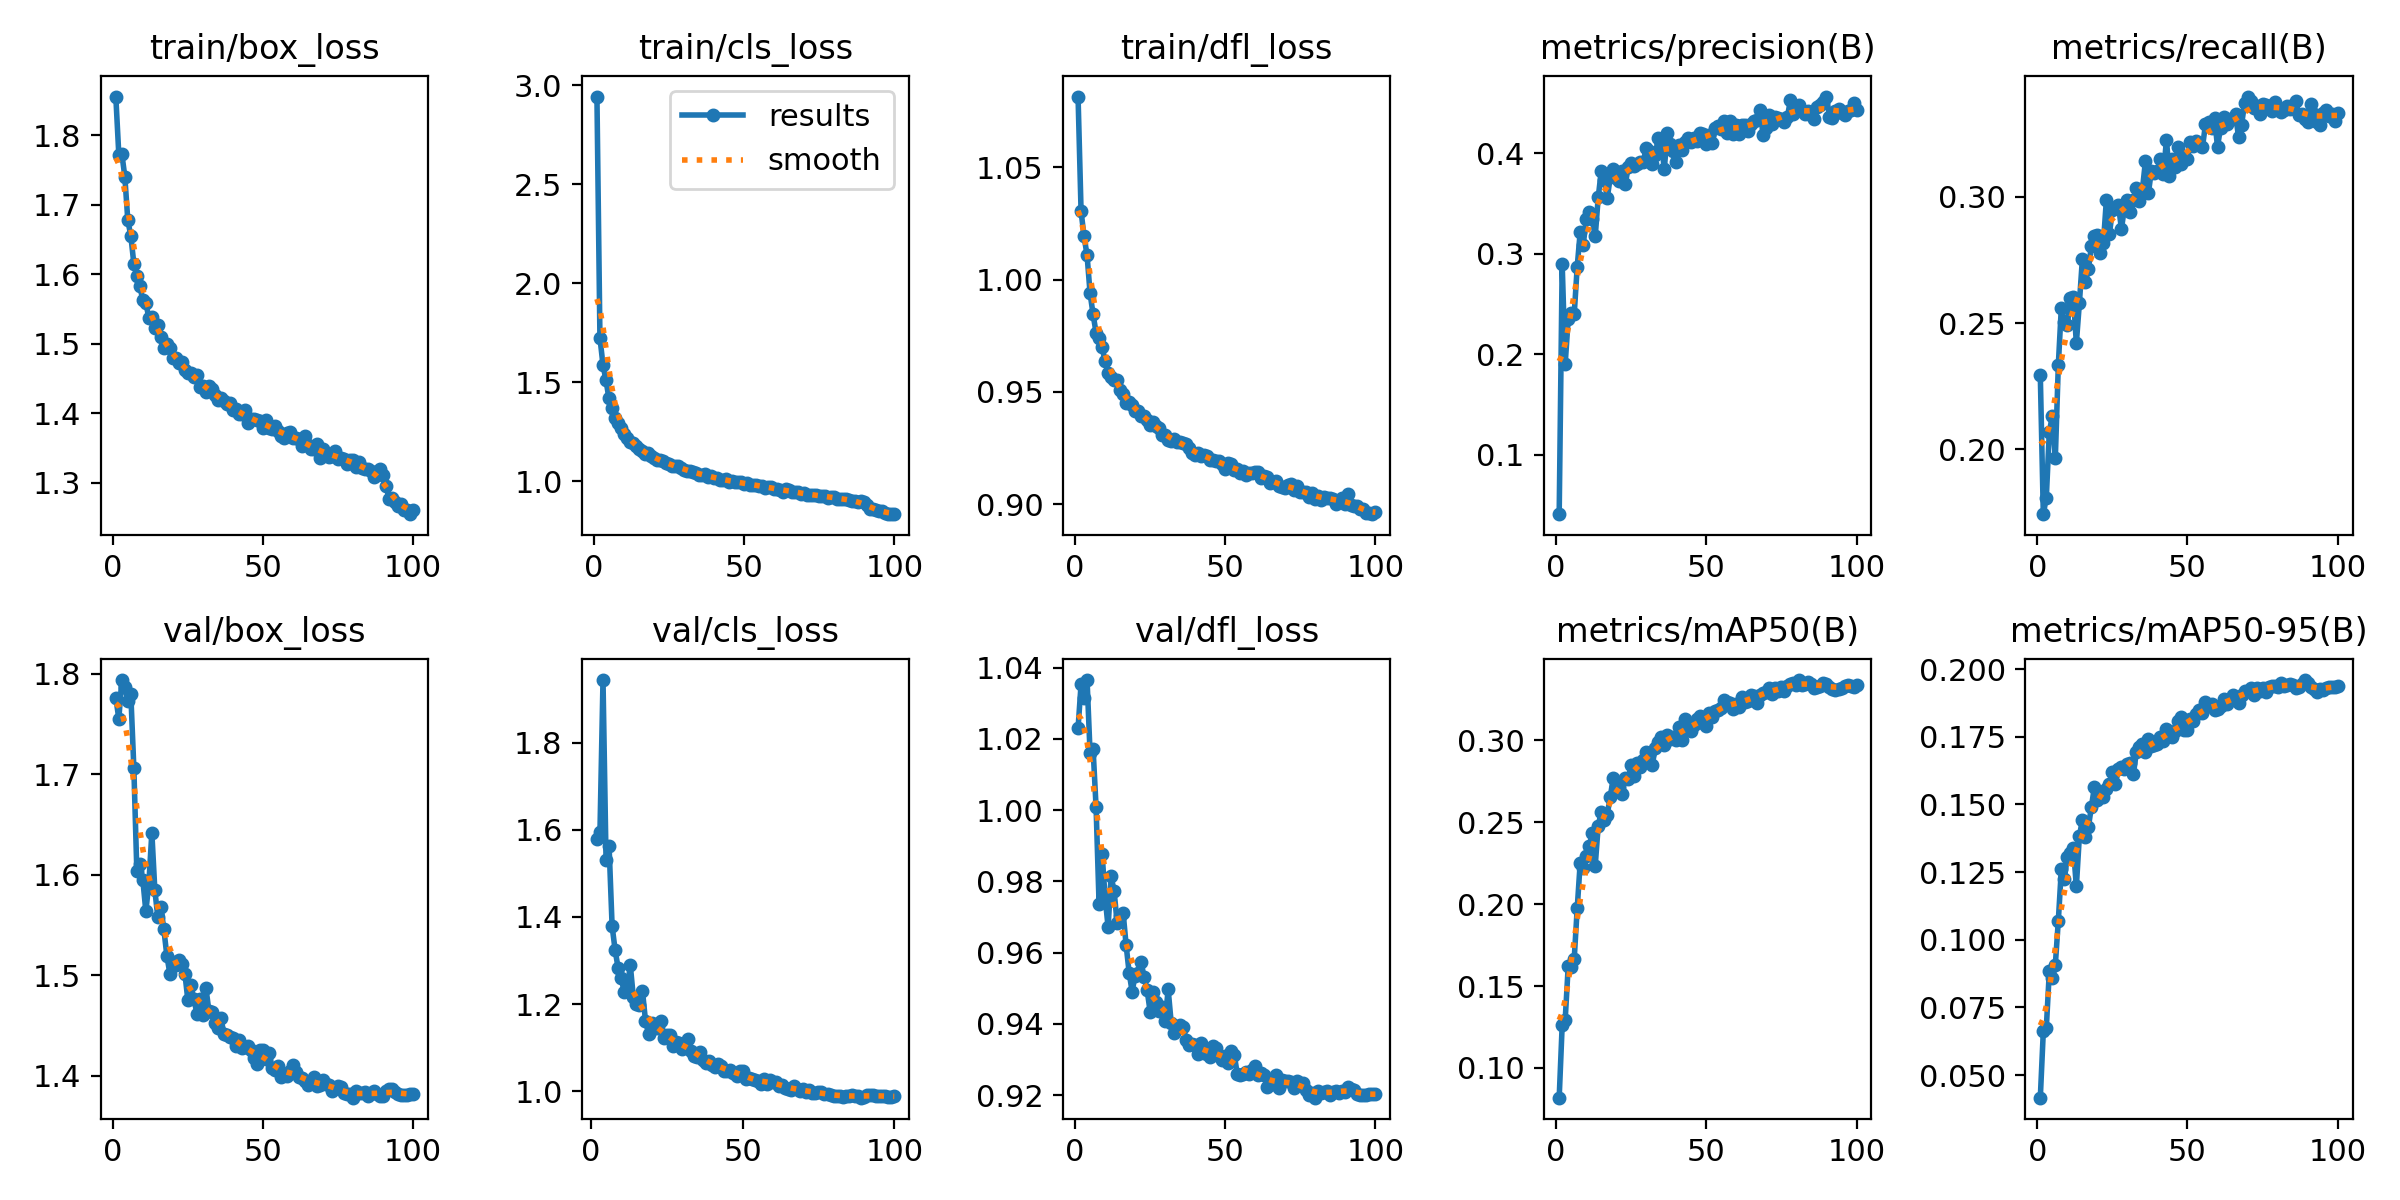 train/box_loss
1.8
1.7
1.6
1.5
1.4
1.3
0 50 100
train/cls_loss
results
smooth
3.0
2.5
2.0
1.5
1.0
0 50 100
train/dfl_loss
1.05
1.00
0.95
0.90
0 50 100
metrics/precision(B)
0.4
0.3
0.2
0.1
0 50 100
metrics/recall(B)
0.30
0.25
0.20
0 50 100
val/box_loss
1.8
1.7
1.6
1.5
1.4
0 50 100
val/cls_loss
1.8
1.6
1.4
1.2
1.0
0 50 100
val/dfl_loss
1.04
1.02
1.00
0.98
0.96
0.94
0.92
0 50 100
metrics/mAP50(B)
0.30
0.25
0.20
0.15
0.10
0 50 100
metrics/mAP50-95(B)
0.200
0.175
0.150
0.125
0.100
0.075
0.050
0 50 100